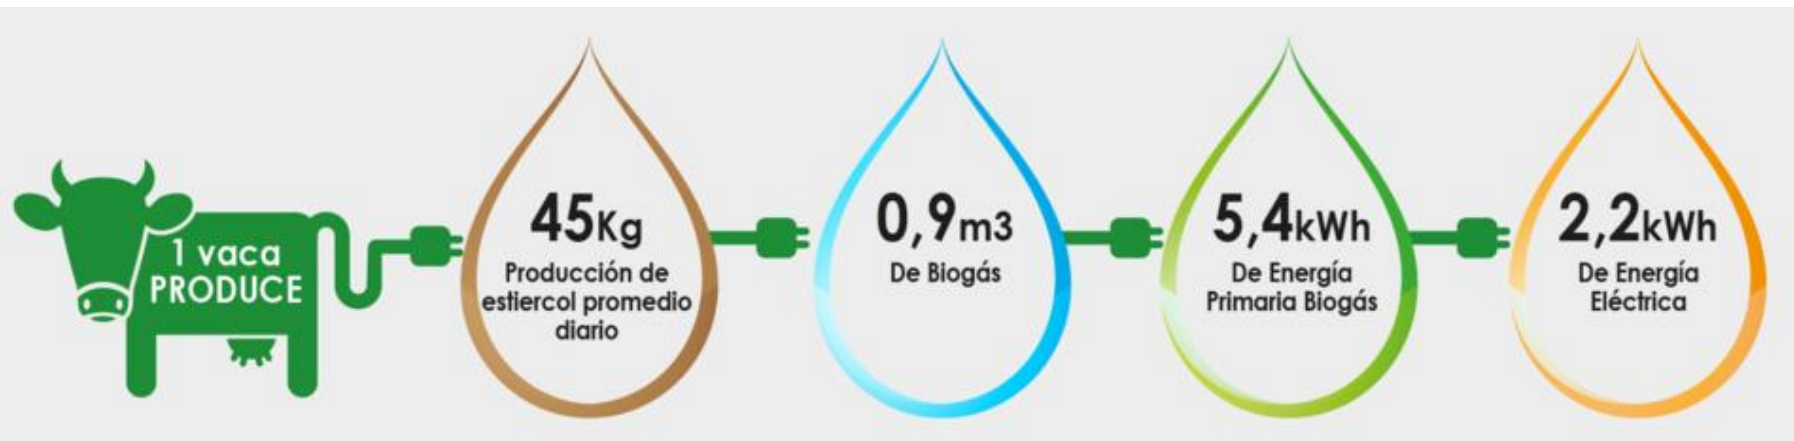 1 vaca
PRODUCE
45Kg
Producción de
estiercol promedio
diario
0,9m3
De Biogás
5,4kWh
De Energía
Primaria Biogás
2,2kWh
De Energía
Eléctrica